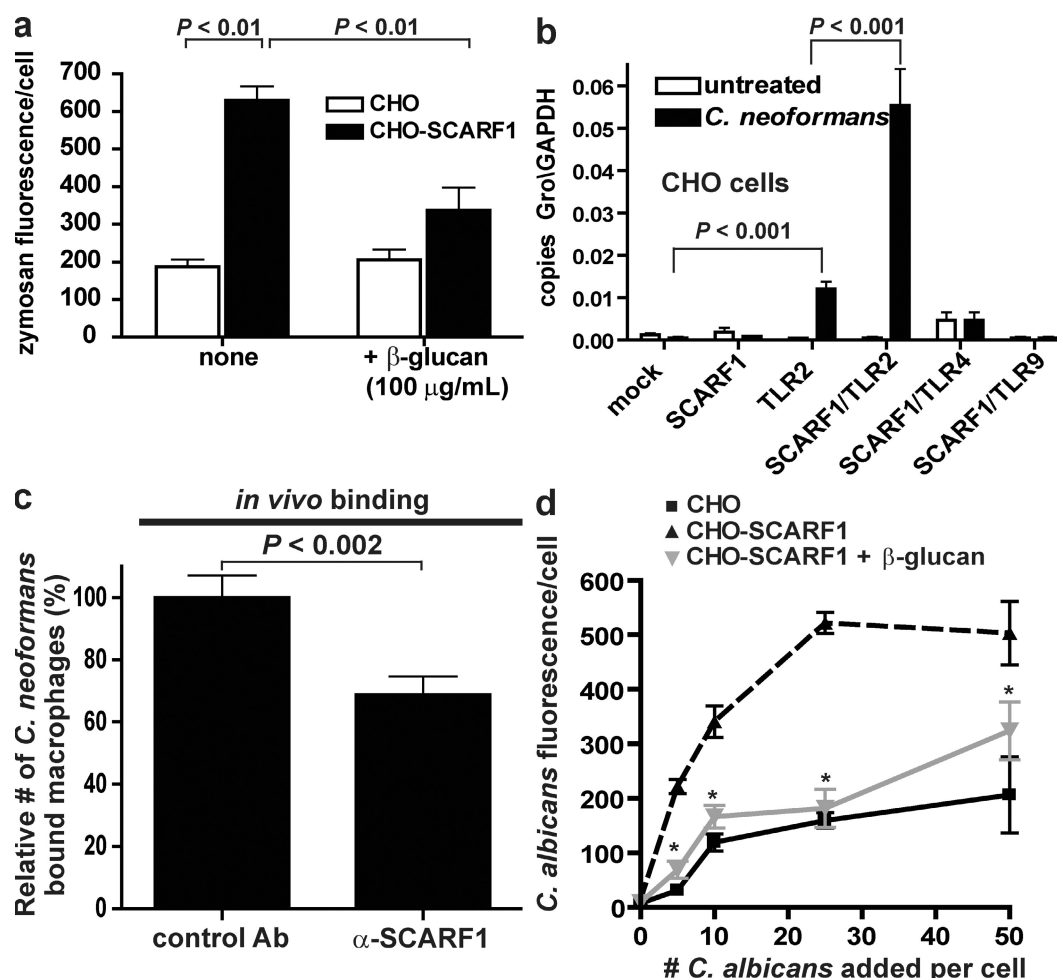 a
P < 0.01
P < 0.01
zymosan fluorescence/cell
700
600
500
400
300
200
100
0
CHO
CHO-SCARF1
none
+ β-glucan
(100 μg/mL)
b
P < 0.001
copies Gro\GAPDH
0.06
0.05
0.04
0.03
0.02
0.01
0.00
untreated
C. neoformans
CHO cells
P < 0.001
mock
SCARF1
TLR2
SCARF1/TLR2
SCARF1/TLR4
SCARF1/TLR9
c
in vivo binding
P < 0.002
Relative # of C. neoformans
bound macrophages (%)
100
80
60
40
20
0
control Ab
α-SCARF1
d
CHO
CHO-SCARF1
CHO-SCARF1 + β-glucan
C. albicans fluorescence/cell
600
500
400
300
200
100
0
*
*
*
*
0
10
20
30
40
50
# C. albicans added per cell